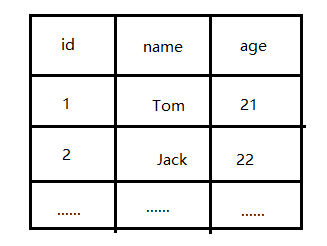 id name age
1 Tom 21
2 Jack 22
...... ...... ......